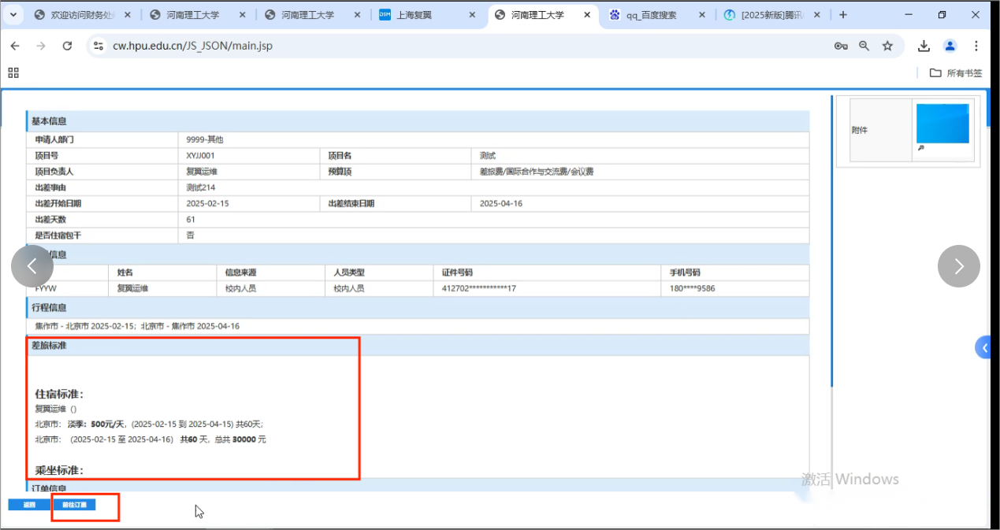 欢迎访问财务处
河南理工大学
河南理工大学
DSM 上海复翼
河南理工大学
qq_百度搜索
[2025新版]腾讯
cw.hpu.edu.cn/JS_JSON/main.jsp
所有书签
基本信息
申请人部门 9999-其他
项目号 XYJJ001 项目名 测试
项目负责人 复翼运维 预算项 差旅费/国际合作与交流费/会议费
出差事由 测试214
出差开始日期 2025-02-15 出差结束日期 2025-04-16
出差天数 61
是否住宿包干 否
信息
姓名 信息来源 人员类型 证件号码 手机号码
FYYW 复翼运维 校内人员 校内人员 412702***********17 180****9586
行程信息
焦作市 - 北京市 2025-02-15; 北京市 - 焦作市 2025-04-16
差旅标准
住宿标准:
复翼运维 ()
北京市: 淡季: 500元/天, (2025-02-15 到 2025-04-15) 共60天;
北京市: (2025-02-15 至 2025-04-16) 共60 天, 总共 30000 元
乘坐标准:
订单信息
返回 前往订票
附件
激活 Windows